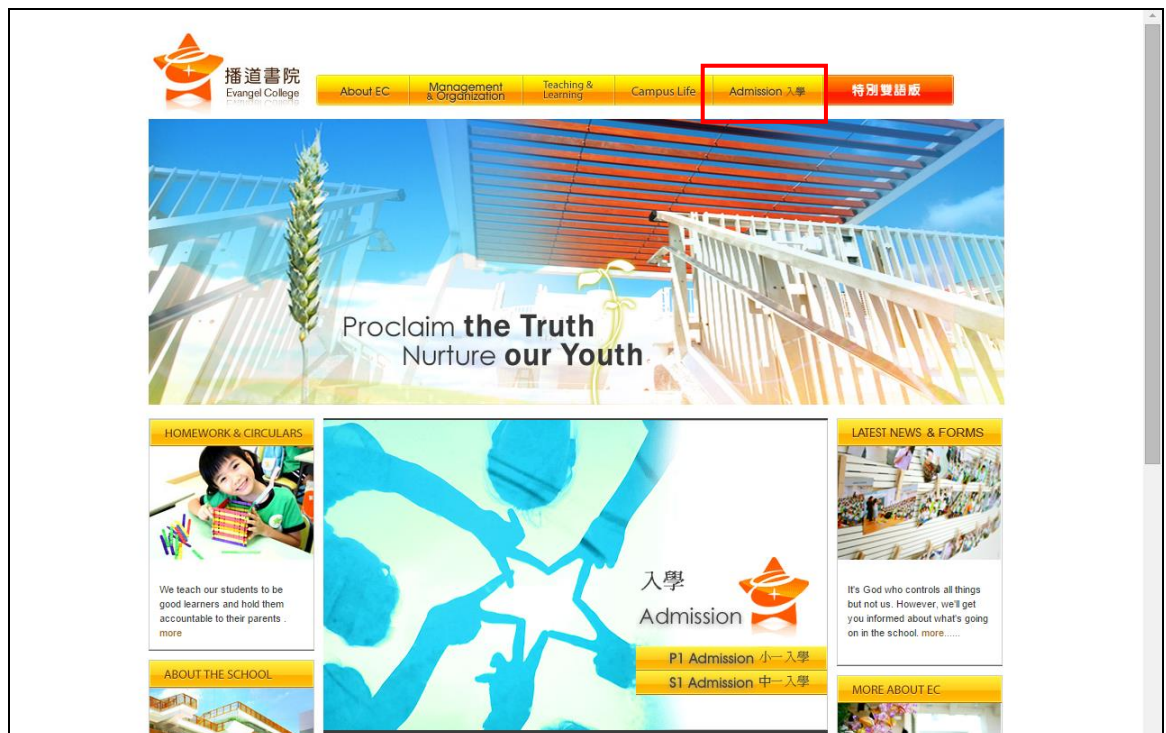 播道書院
Evangel College
About EC
Management
& Organization
Teaching &
Learning
Campus Life
Admission 入學
特別雙語版
Proclaim the Truth
Nurture our Youth
HOMEWORK & CIRCULARS
We teach our students to be
good learners and hold them
accountable to their parents .
more
ABOUT THE SCHOOL
入學
Admission
P1 Admission 小一入學
S1 Admission 中一入學
LATEST NEWS & FORMS
It's God who controls all things
but not us. However, we'll get
you informed about what's going
on in the school. more......
MORE ABOUT EC